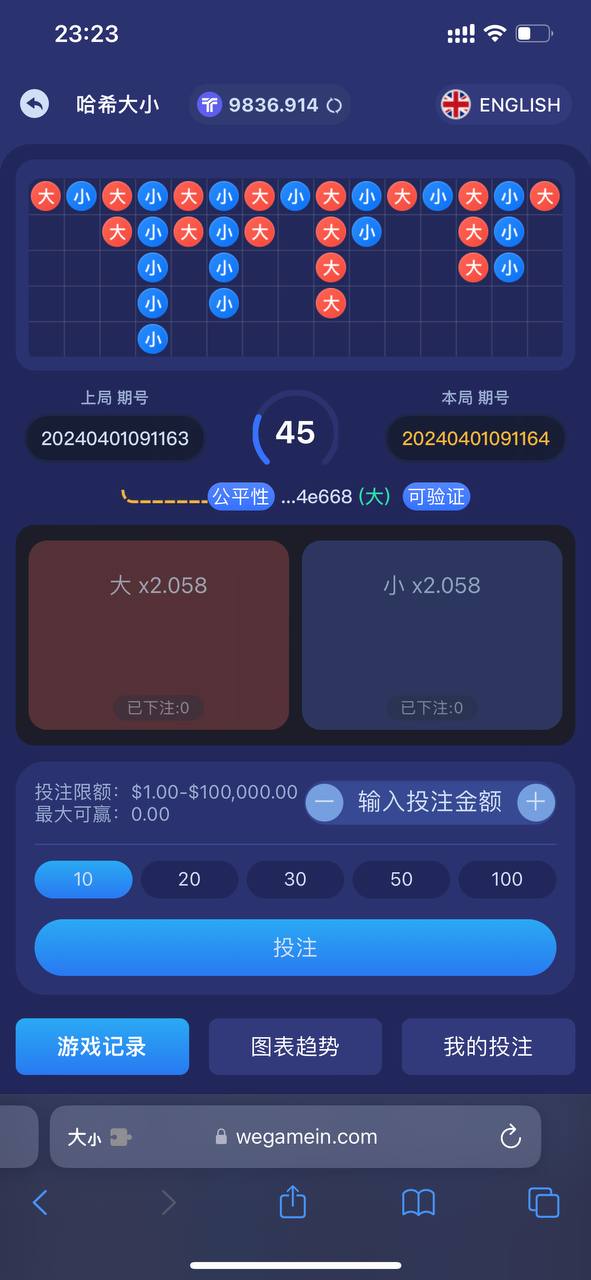 23:23
哈希大小 9836.914 ENGLISH
大 小 大 小 大 小 大 小 大 小 大 小 大 小 大
大 小 大 小 大 大 小 大 小
小 小 大 大 小
小 小 大
小
上局 期号 本局 期号
20240401091163 45 20240401091164
公平性 ...4e668 (大) 可验证
大 x2.058 小 x2.058
已下注:0 已下注:0
投注限额: $1.00-$100,000.00
最大可赢: 0.00
输入投注金额
10 20 30 50 100
投注
游戏记录 图表趋势 我的投注
大小 wegamein.com